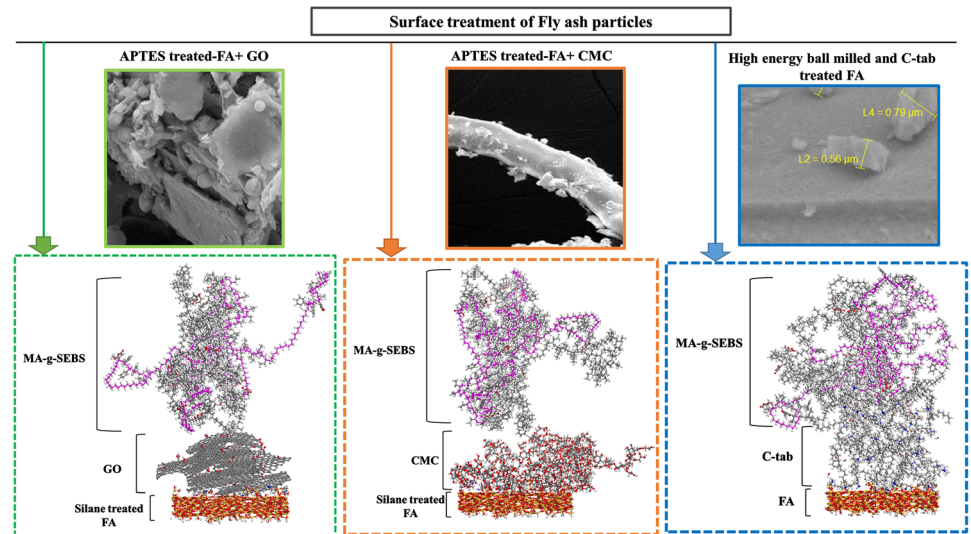 Surface treatment of Fly ash particles
APTES treated-FA+ GO
APTES treated-FA+ CMC
High energy ball milled and C-tab
treated FA
L4 = 0.79 µm
L2 = 0.56 µm
MA-g-SEBS
GO
Silane treated
FA
MA-g-SEBS
CMC
Silane treated
FA
MA-g-SEBS
C-tab
FA